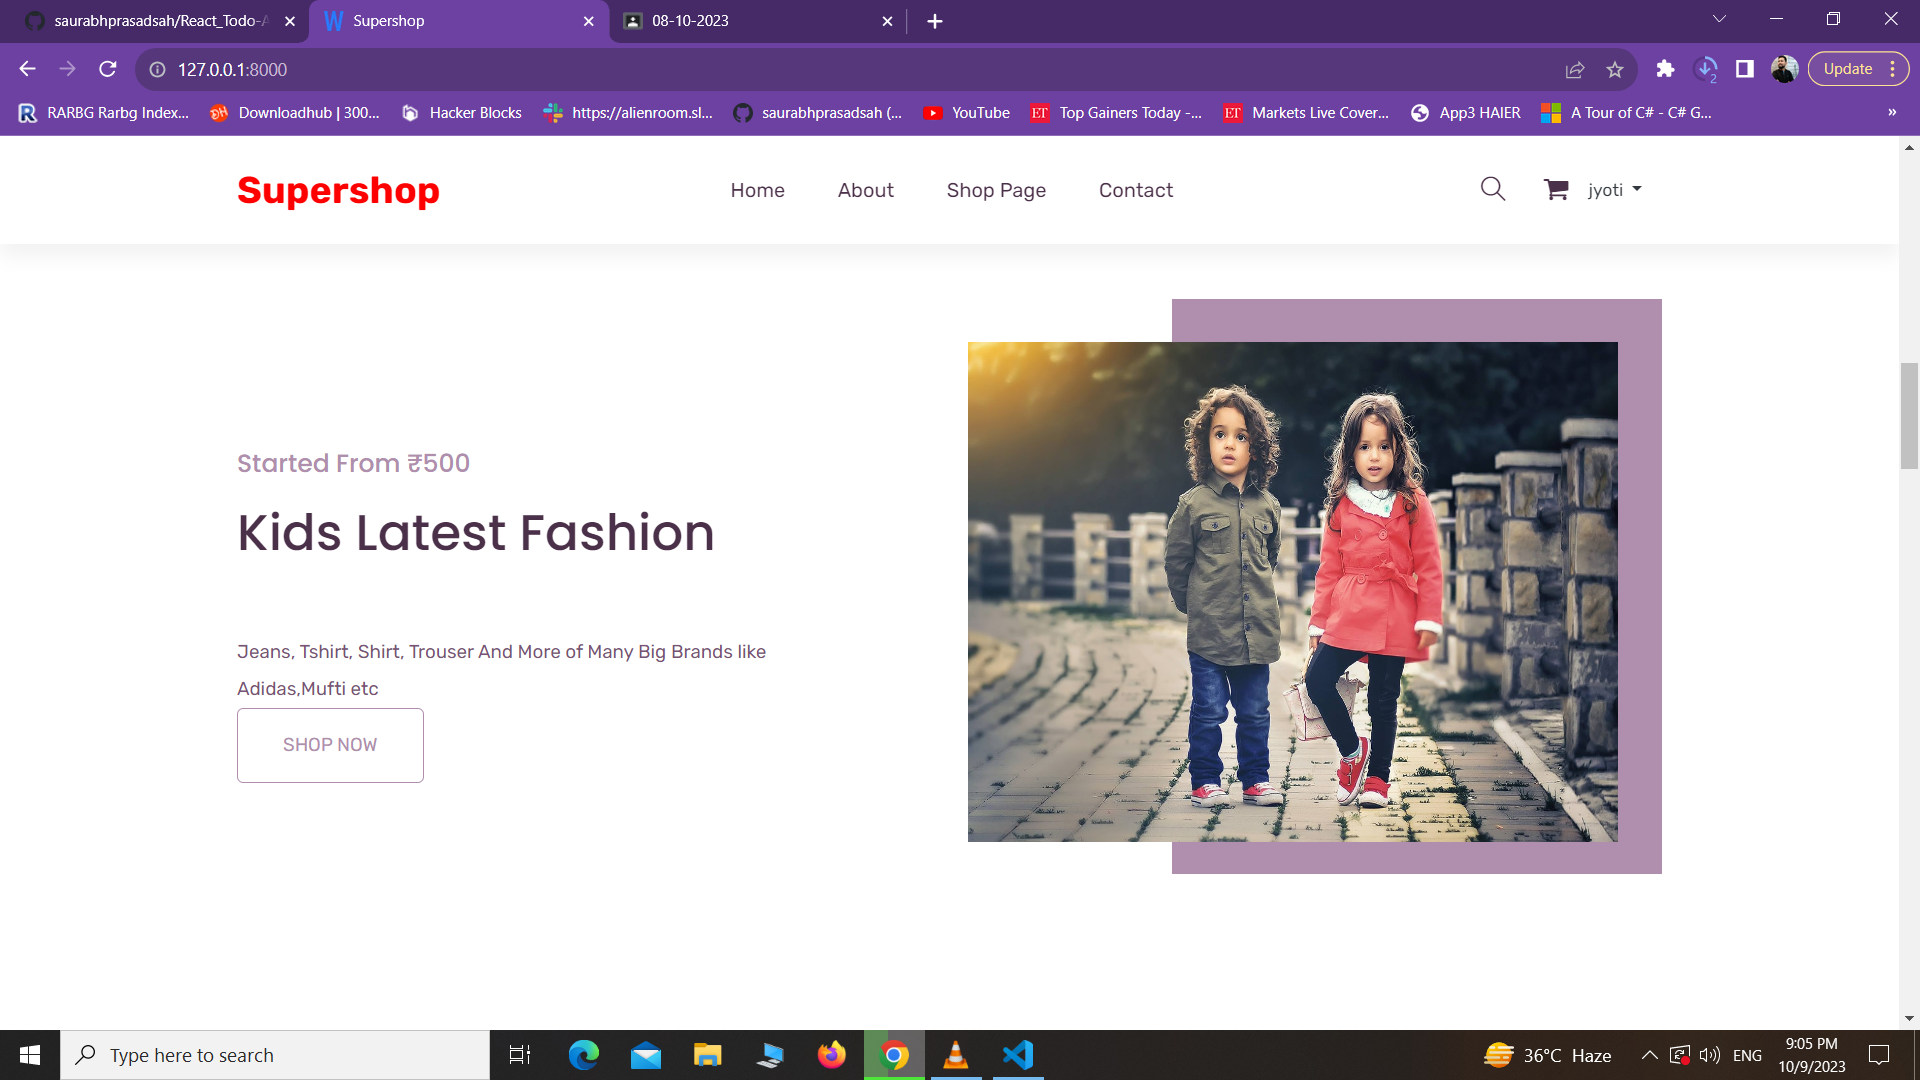 saurabhprasadsah/React_Todo-A
Supershop
08-10-2023
127.0.0.1:8000
Update
RARBG Rarbg Index...
Downloadhub | 300...
Hacker Blocks
https://alienroom.sl...
saurabhprasadsah (...
YouTube
Top Gainers Today -...
Markets Live Cover...
App3 HAIER
A Tour of C# - C# G...
»
Supershop
Home
About
Shop Page
Contact
jyoti
Started From ₹500
Kids Latest Fashion
Jeans, Tshirt, Shirt, Trouser And More of Many Big Brands like
Adidas,Mufti etc
SHOP NOW
Type here to search
36°C Haze
ENG
9:05 PM
10/9/2023